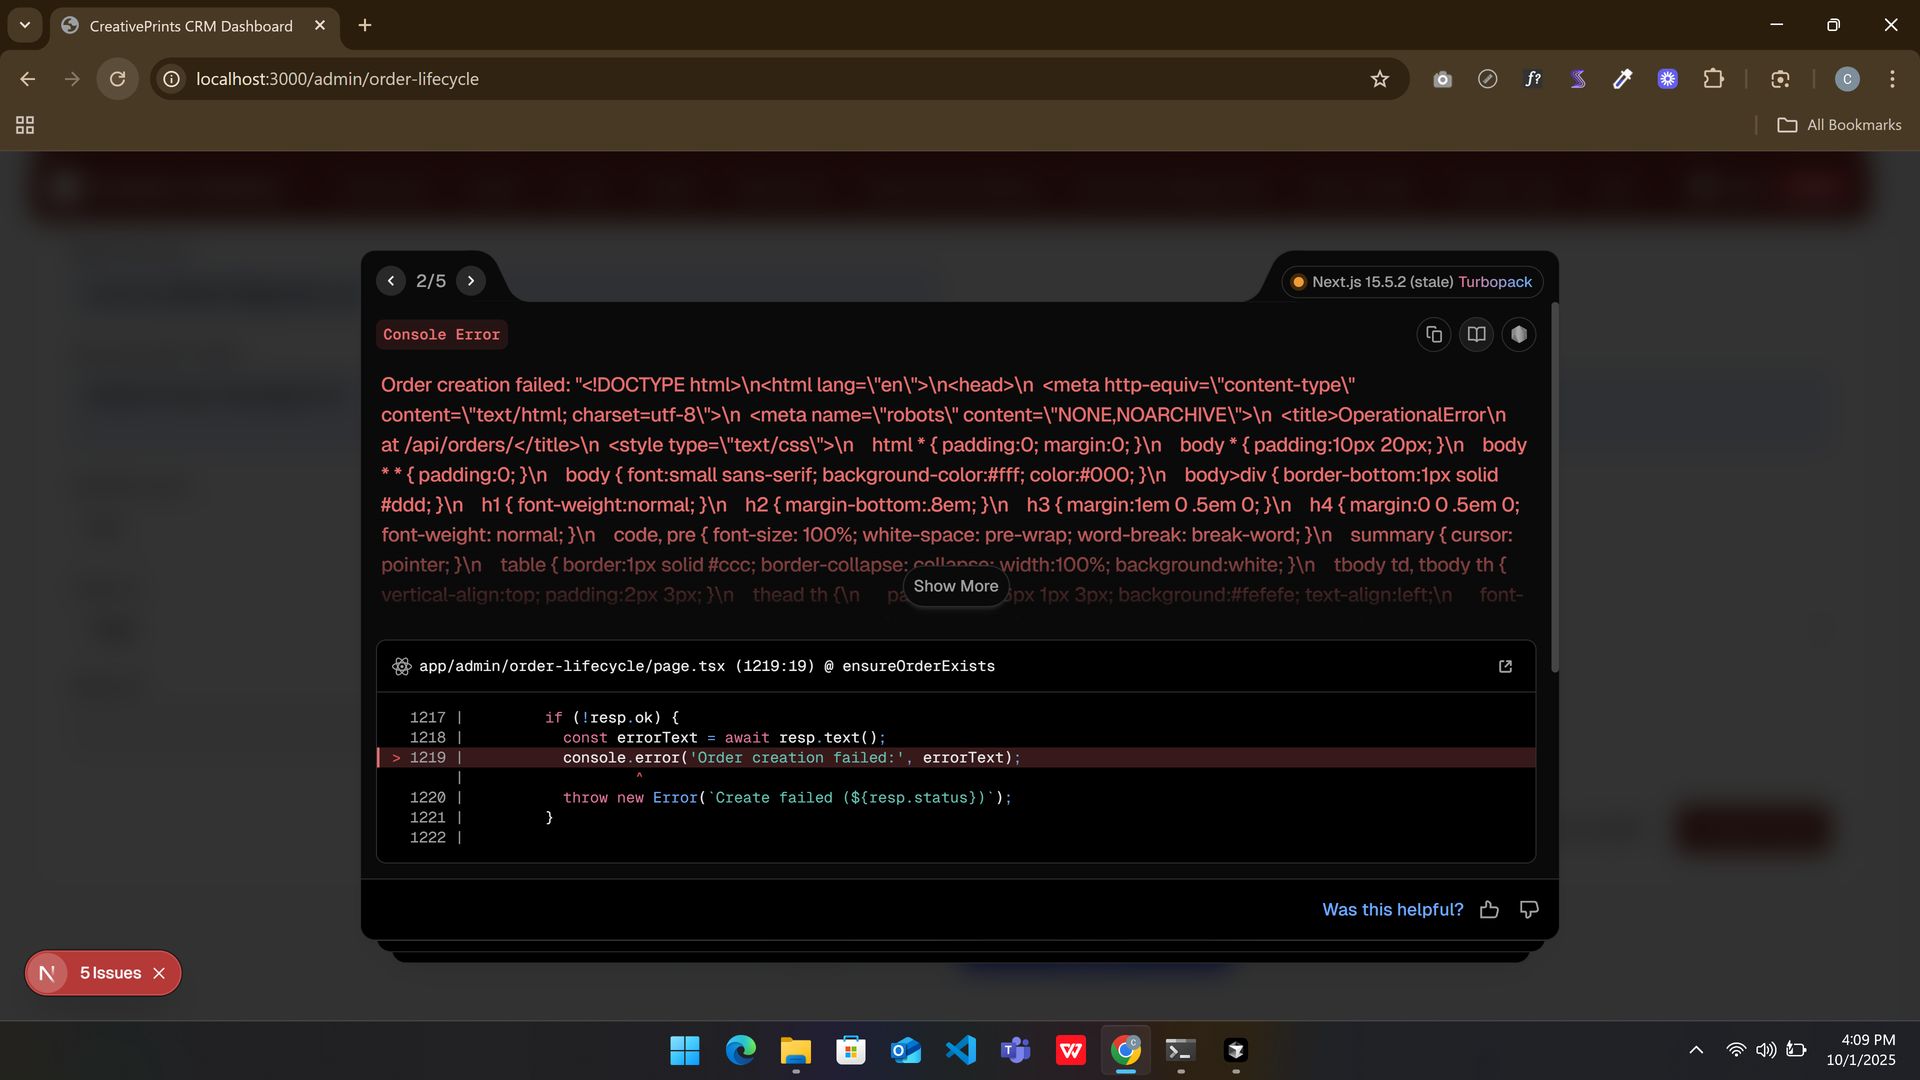 CreativePrints CRM Dashboard
localhost:3000/admin/order-lifecycle
f?
C
All Bookmarks
2/5
Next.js 15.5.2 (stale) Turbopack
Console Error
Order creation failed: "<!DOCTYPE html>\n<html lang=\"en\">\n<head>\n  <meta http-equiv=\"content-type\"
content=\"text/html; charset=utf-8\">\n  <meta name=\"robots\" content=\"NONE,NOARCHIVE\">\n  <title>OperationalError\n
at /api/orders/</title>\n  <style type=\"text/css\">\n    html * { padding:0; margin:0; }\n    body * { padding:10px 20px; }\n    body
* * { padding:0; }\n    body { font:small sans-serif; background-color:#fff; color:#000; }\n    body>div { border-bottom:1px solid
#ddd; }\n    h1 { font-weight:normal; }\n    h2 { margin-bottom:.8em; }\n    h3 { margin:1em 0 .5em 0; }\n    h4 { margin:0 0 .5em 0;
font-weight: normal; }\n    code, pre { font-size: 100%; white-space: pre-wrap; word-break: break-word; }\n    summary { cursor:
pointer; }\n    table { border:1px solid #ccc; border-collapse: collapse; width:100%; background:white; }\n    tbody td, tbody th {
vertical-align:top; padding:2px 3px; }\n    thead th {\n 1px 3px; background:#fefefe; text-align:left;\n      font-
Show More
app/admin/order-lifecycle/page.tsx (1219:19) @ ensureOrderExists
1217 |         if (!resp.ok) {
1218 |           const errorText = await resp.text();
> 1219 |           console.error('Order creation failed:', errorText);
|                   ^
1220 |           throw new Error(`Create failed (${resp.status})`);
1221 |         }
1222 |
Was this helpful?
N 5 Issues
4:09 PM
10/1/2025